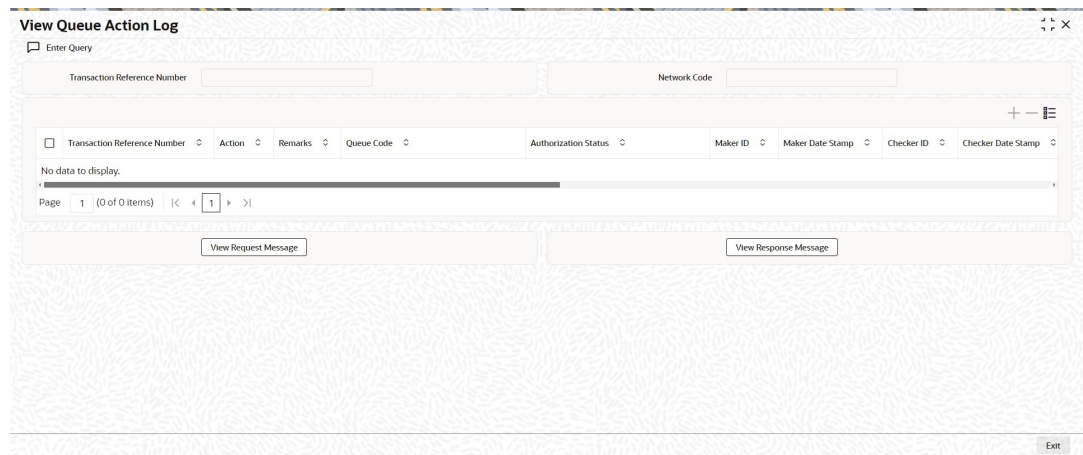 View Queue Action Log
Enter Query
Transaction Reference Number
Network Code
Transaction Reference Number Action Remarks Queue Code Authorization Status Maker ID Maker Date Stamp Checker ID Checker Date Stamp
No data to display.
Page 1 (0 of 0 items) 1
View Request Message View Response Message
Exit